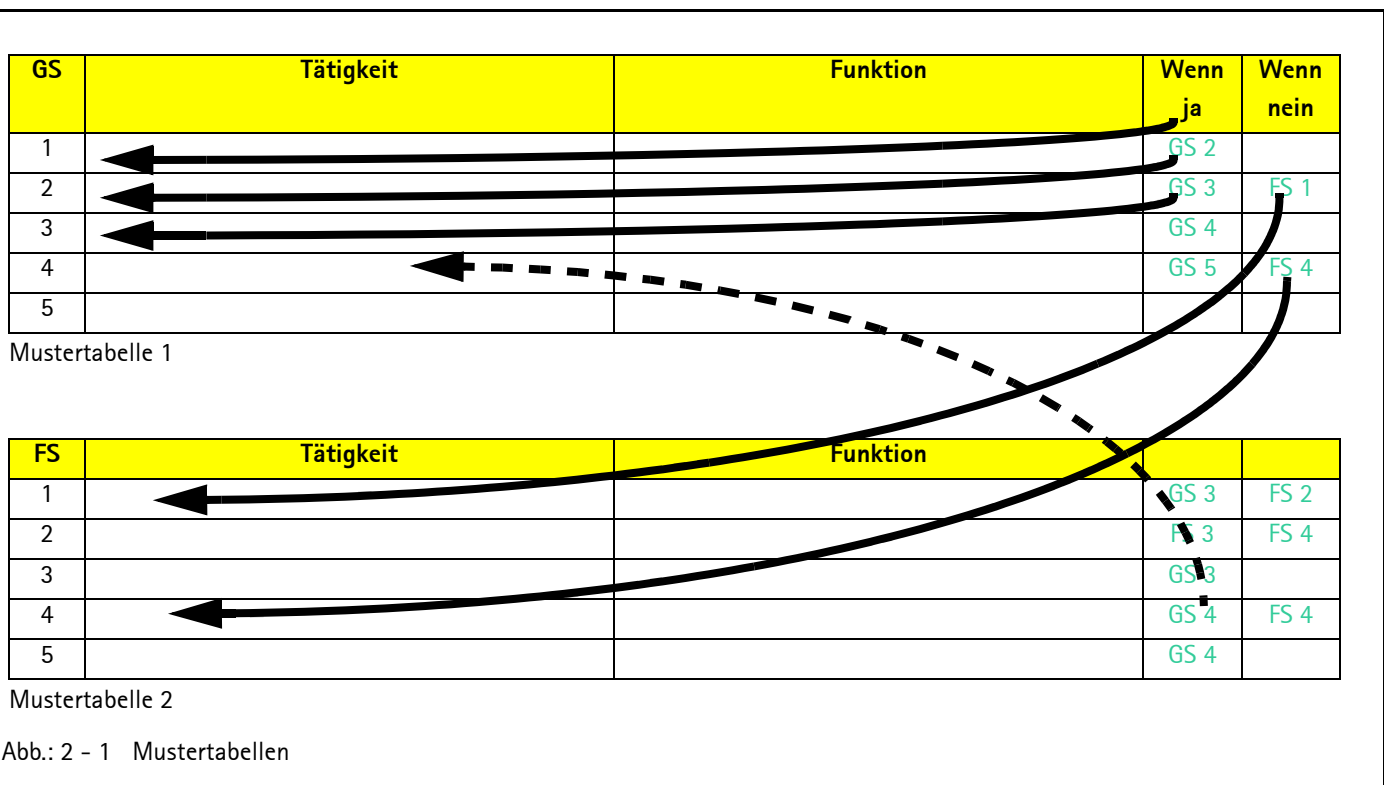 GS Tätigkeit Funktion Wenn ja Wenn nein
1 GS 2
2 GS 3 FS 1
3 GS 4
4 GS 5 FS 4
5
Mustertabelle 1
FS Tätigkeit Funktion
1 GS 3 FS 2
2 FS 3 FS 4
3 GS 3
4 GS 4 FS 4
5 GS 4
Mustertabelle 2
Abb.: 2 - 1 Mustertabellen